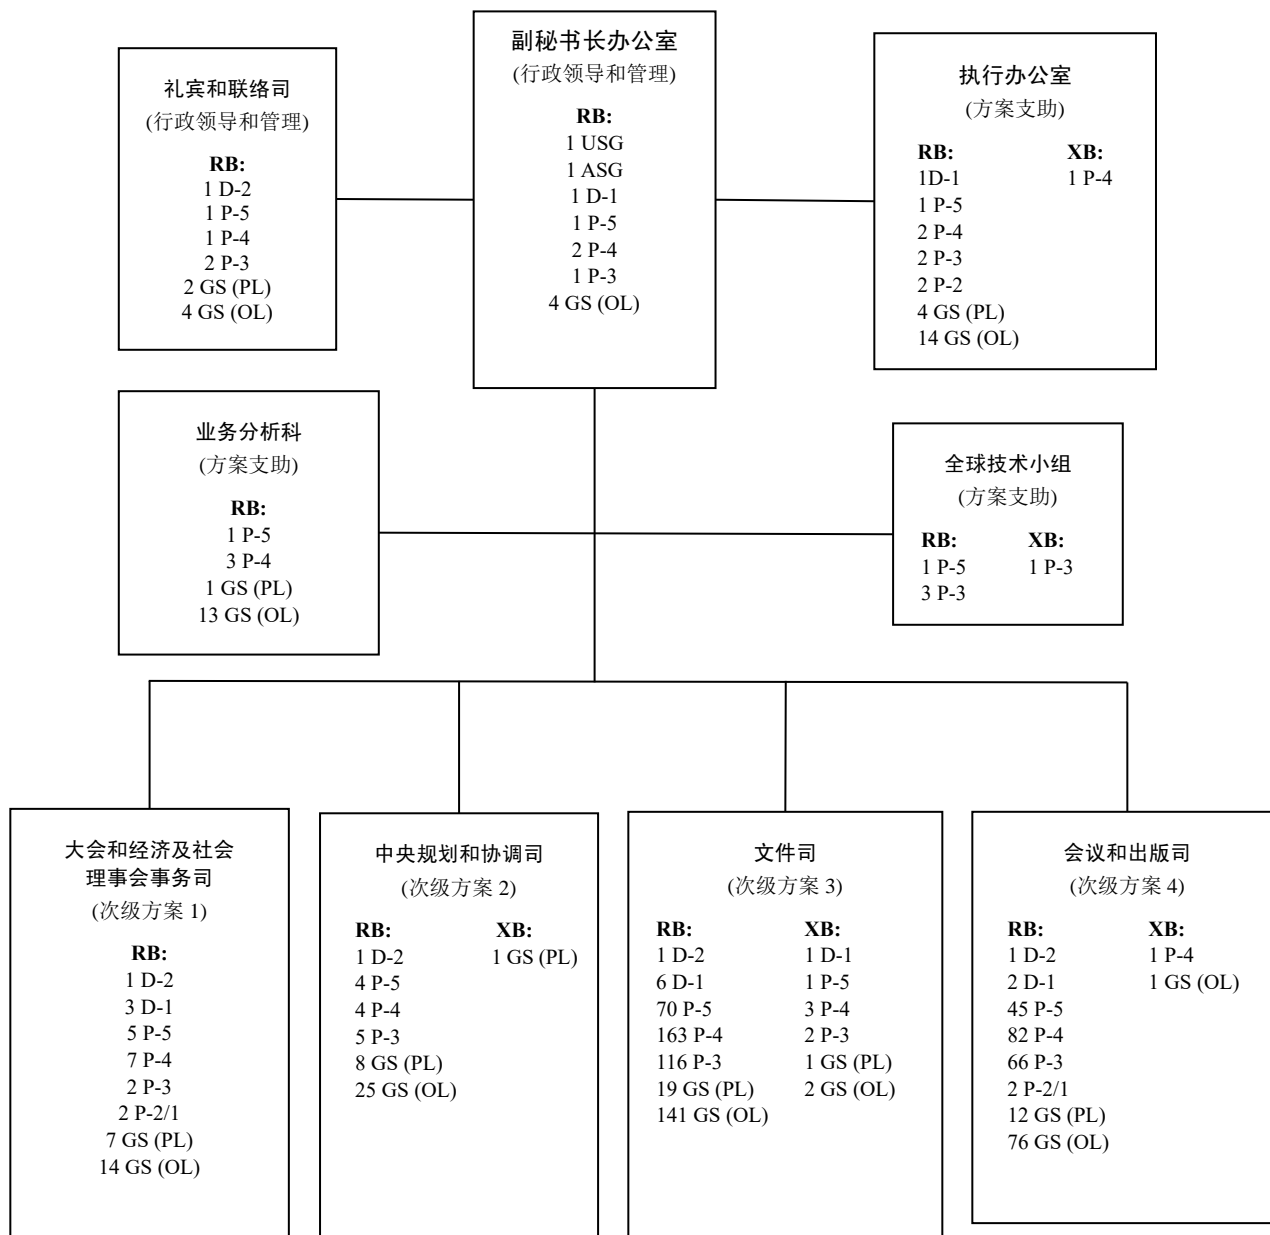 礼宾和联络司
(行政领导和管理)
RB:
1 D-2
1 P-5
1 P-4
2 P-3
2 GS (PL)
4 GS (OL)
副秘书长办公室
(行政领导和管理)
RB:
1 USG
1 ASG
1 D-1
1 P-5
2 P-4
1 P-3
4 GS (OL)
执行办公室
(方案支助)
RB:
1D-1
1 P-5
2 P-4
2 P-3
2 P-2
4 GS (PL)
14 GS (OL)
XB:
1 P-4
业务分析科
(方案支助)
RB:
1 P-5
3 P-4
1 GS (PL)
13 GS (OL)
全球技术小组
(方案支助)
RB:
1 P-5
3 P-3
XB:
1 P-3
大会和经济及社会
理事会事务司
(次级方案 1)
RB:
1 D-2
3 D-1
5 P-5
7 P-4
2 P-3
2 P-2/1
7 GS (PL)
14 GS (OL)
中央规划和协调司
(次级方案 2)
RB:
1 D-2
4 P-5
4 P-4
5 P-3
8 GS (PL)
25 GS (OL)
XB:
1 GS (PL)
文件司
(次级方案 3)
RB:
1 D-2
6 D-1
70 P-5
163 P-4
116 P-3
19 GS (PL)
141 GS (OL)
XB:
1 D-1
1 P-5
3 P-4
2 P-3
1 GS (PL)
2 GS (OL)
会议和出版司
(次级方案 4)
RB:
1 D-2
2 D-1
45 P-5
82 P-4
66 P-3
2 P-2/1
12 GS (PL)
76 GS (OL)
XB:
1 P-4
1 GS (OL)